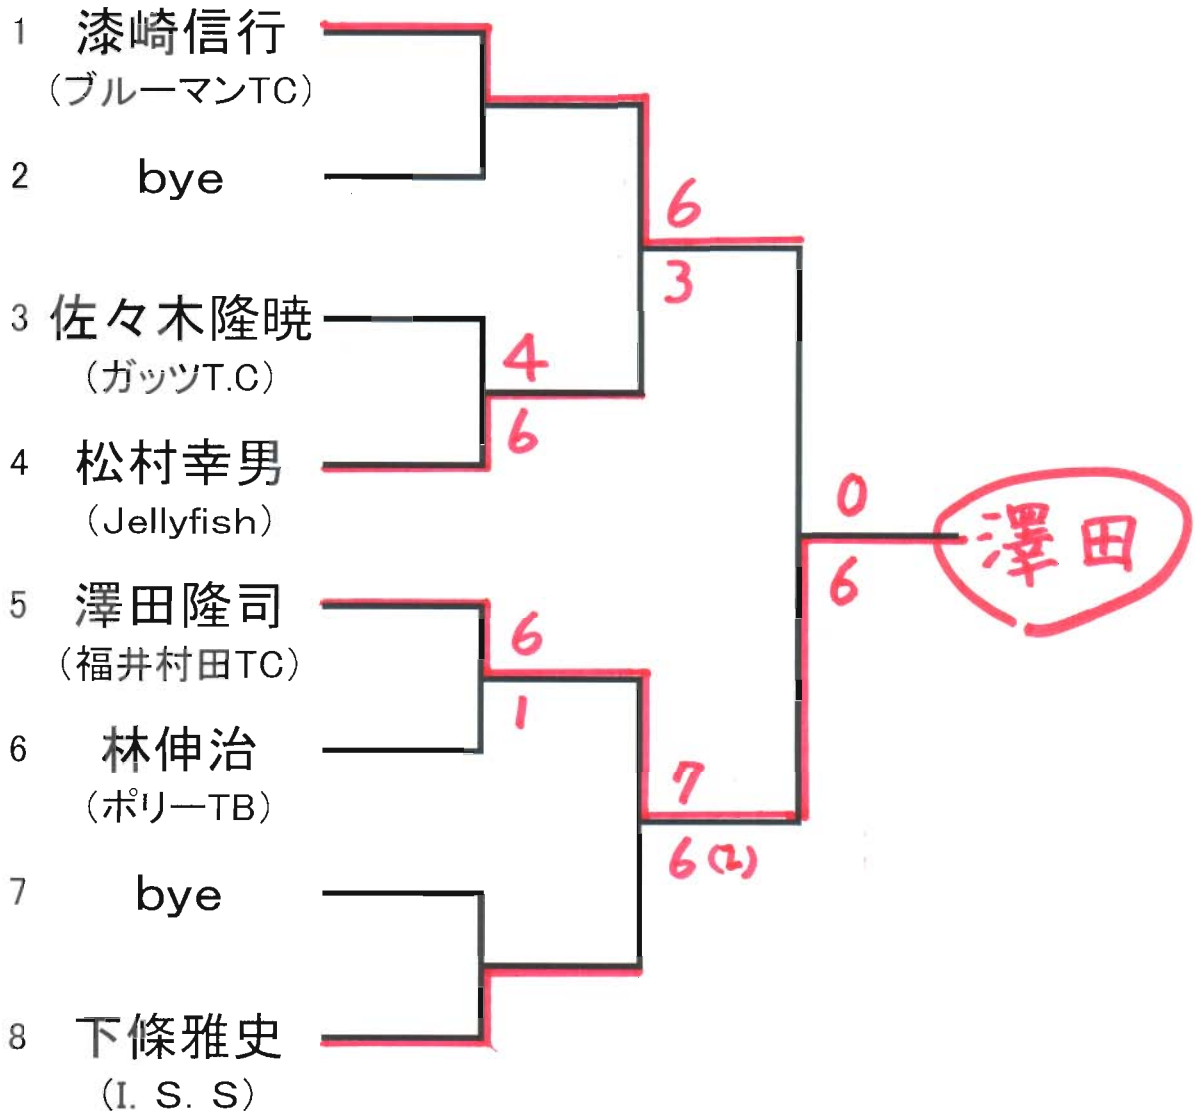 1 漆崎信行
(ブルーマンTC)
2 bye
3 佐々木隆暁
(ガッツT.C)
4 松村幸男
(Jellyfish)
5 澤田隆司
(福井村田TC)
6 林伸治
(ポリーTB)
7 bye
8 下條雅史
(I. S. S)
4
6
6
1
6
3
7
6(2)
0
6
澤田